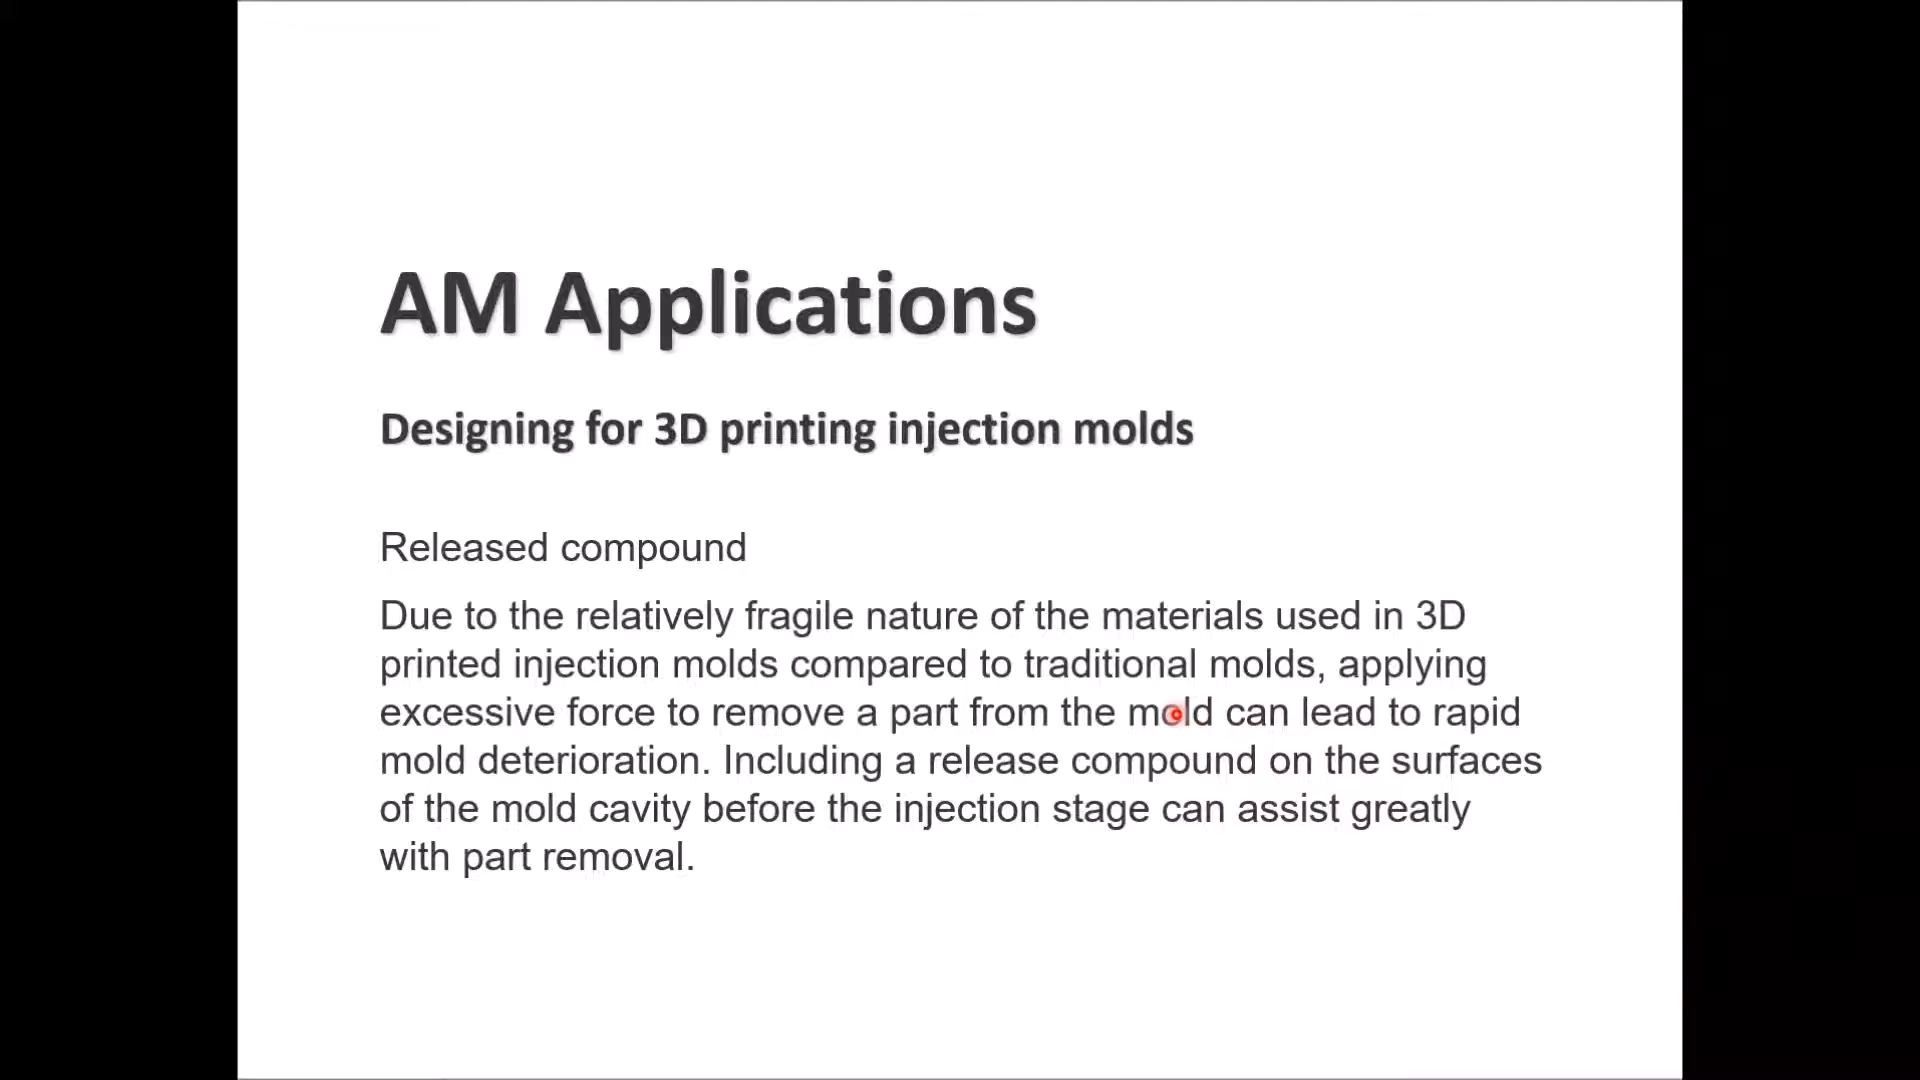 AM Applications
Designing for 3D printing injection molds
Released compound
Due to the relatively fragile nature of the materials used in 3D
printed injection molds compared to traditional molds, applying
excessive force to remove a part from the mold can lead to rapid
mold deterioration. Including a release compound on the surfaces
of the mold cavity before the injection stage can assist greatly
with part removal.